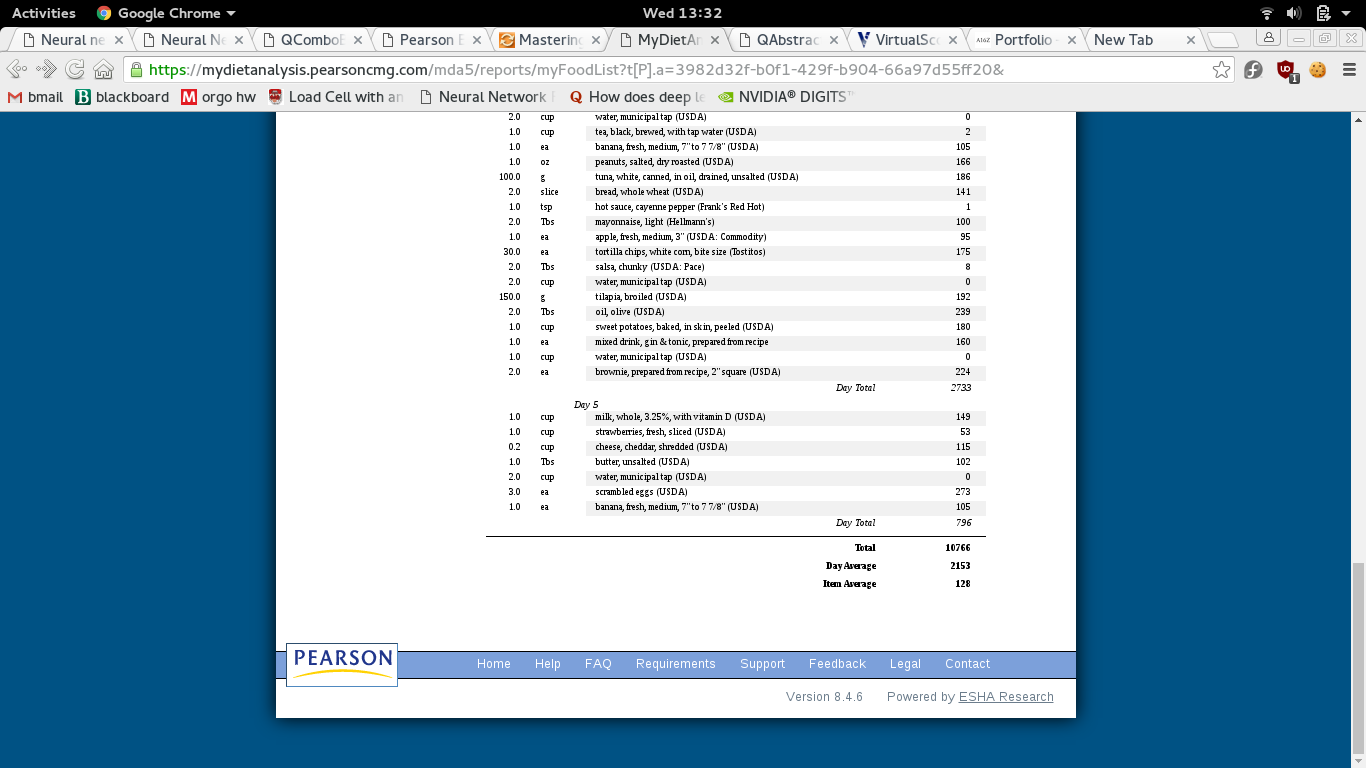 Activities Google Chrome Wed 13:32
Neural ne Neural Ne QComboB Pearson E Mastering MyDietAn QAbstrac VirtualSc Portfolio - New Tab
https://mydietanalysis.pearsoncmg.com/mda5/reports/myFoodList?t[P].a=3982d32f-b0f1-429f-b904-66a97d55ff20& 1
bmail blackboard orgo hw Load Cell with an Neural Network How does deep le NVIDIA® DIGITS™
2.0 cup water, municipal tap (USDA) 0
1.0 cup tea, black, brewed, with tap water (USDA) 2
1.0 ea banana, fresh, medium, 7" to 7 7/8" (USDA) 105
1.0 oz peanuts, salted, dry roasted (USDA) 166
100.0 g tuna, white, canned, in oil, drained, unsalted (USDA) 186
2.0 slice bread, whole wheat (USDA) 141
1.0 tsp hot sauce, cayenne pepper (Frank's Red Hot) 1
2.0 Tbs mayonnaise, light (Hellmann's) 100
1.0 ea apple, fresh, medium, 3" (USDA: Commodity) 95
30.0 ea tortilla chips, white corn, bite size (Tostitos) 175
2.0 Tbs salsa, chunky (USDA: Pace) 8
2.0 cup water, municipal tap (USDA) 0
150.0 g tilapia, broiled (USDA) 192
2.0 Tbs oil, olive (USDA) 239
1.0 cup sweet potatoes, baked, in skin, peeled (USDA) 180
1.0 ea mixed drink, gin & tonic, prepared from recipe 160
1.0 cup water, municipal tap (USDA) 0
2.0 ea brownie, prepared from recipe, 2" square (USDA) 224
Day Total 2733
Day 5
1.0 cup milk, whole, 3.25%, with vitamin D (USDA) 149
1.0 cup strawberries, fresh, sliced (USDA) 53
0.2 cup cheese, cheddar, shredded (USDA) 115
1.0 Tbs butter, unsalted (USDA) 102
2.0 cup water, municipal tap (USDA) 0
3.0 ea scrambled eggs (USDA) 273
1.0 ea banana, fresh, medium, 7" to 7 7/8" (USDA) 105
Day Total 796
Total 10766
Day Average 2153
Item Average 128
PEARSON Home Help FAQ Requirements Support Feedback Legal Contact
Version 8.4.6 Powered by ESHA Research